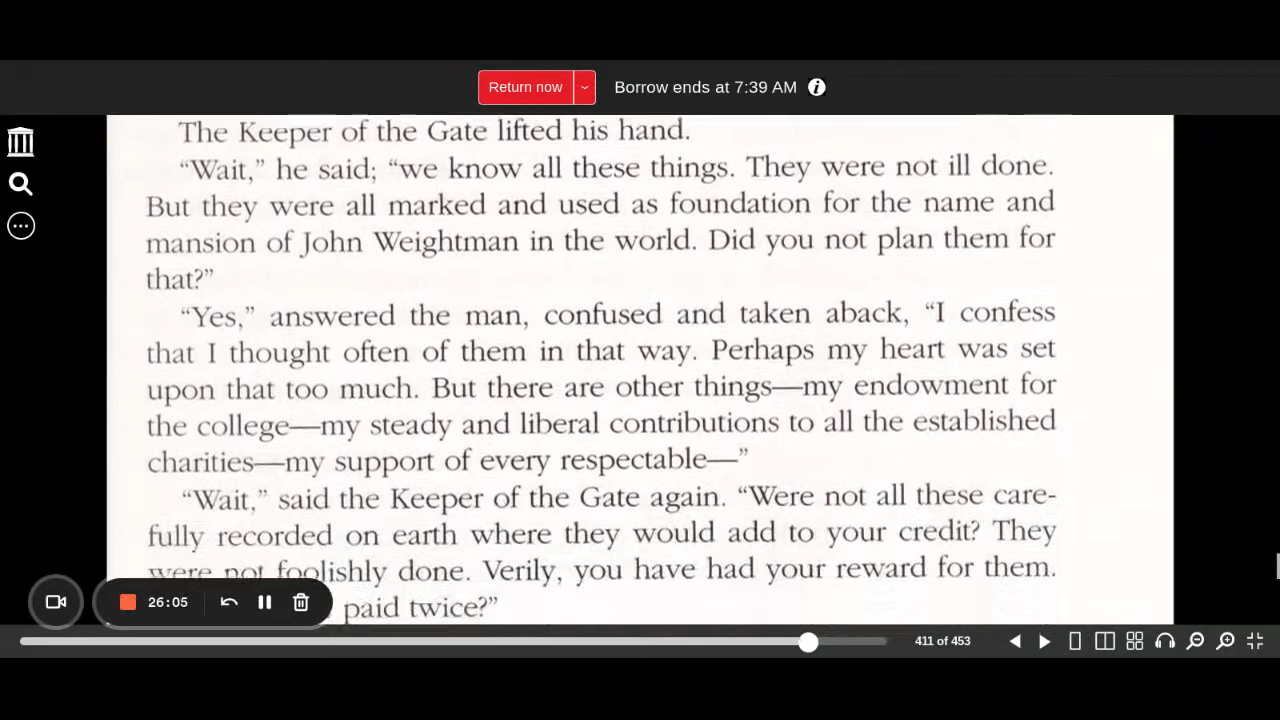 Return now
Borrow ends at 7:39 AM
The Keeper of the Gate lifted his hand.
“Wait,” he said; “we know all these things. They were not ill done.
But they were all marked and used as foundation for the name and
mansion of John Weightman in the world. Did you not plan them for
that?”
“Yes,” answered the man, confused and taken aback, “I confess
that I thought often of them in that way. Perhaps my heart was set
upon that too much. But there are other things—my endowment for
the college—my steady and liberal contributions to all the established
charities—my support of every respectable—”
“Wait,” said the Keeper of the Gate again. “Were not all these care-
fully recorded on earth where they would add to your credit? They
were not foolishly done. Verily, you have had your reward for them.
paid twice?”
26:05
411 of 453